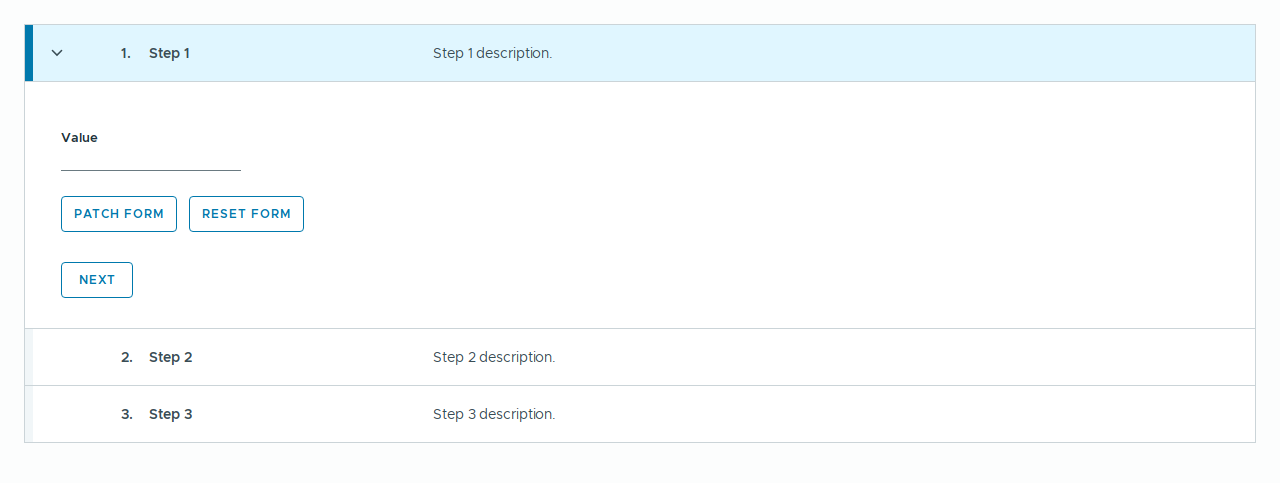 1. Step 1 Step 1 description.
Value
PATCH FORM RESET FORM
NEXT
2. Step 2 Step 2 description.
3. Step 3 Step 3 description.